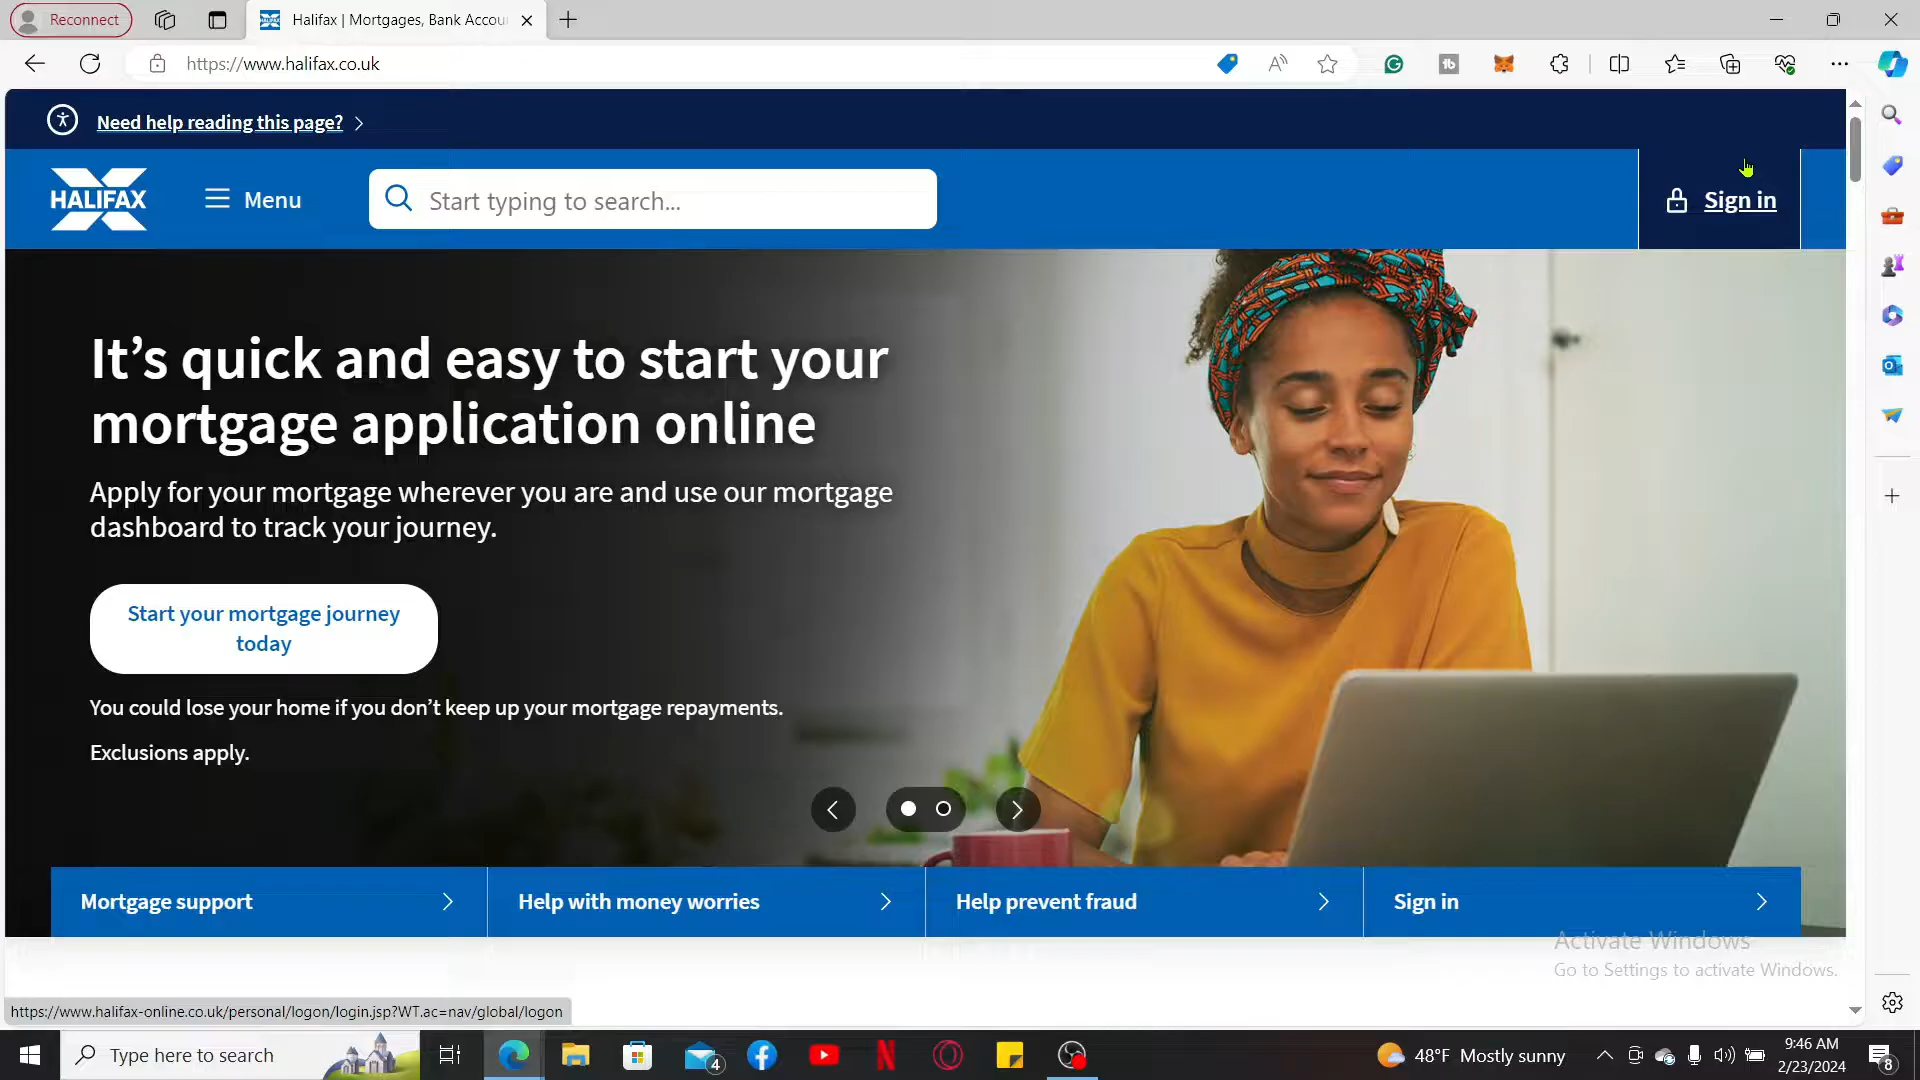 Reconnect
Halifax | Mortgages, Bank Accou
https://www.halifax.co.uk
Need help reading this page?
HALIFAX
Menu
Start typing to search...
Sign in
It's quick and easy to start your
mortgage application online
Apply for your mortgage wherever you are and use our mortgage
dashboard to track your journey.
Start your mortgage journey
today
You could lose your home if you don't keep up your mortgage repayments.
Exclusions apply.
Mortgage support
Help with money worries
Help prevent fraud
Sign in
Activate Windows
Go to Settings to activate Windows.
https://www.halifax-online.co.uk/personal/logon/login.jsp?WT.ac=nav/global/logon
Type here to search
4
48°F Mostly sunny
9:46 AM
2/23/2024
8